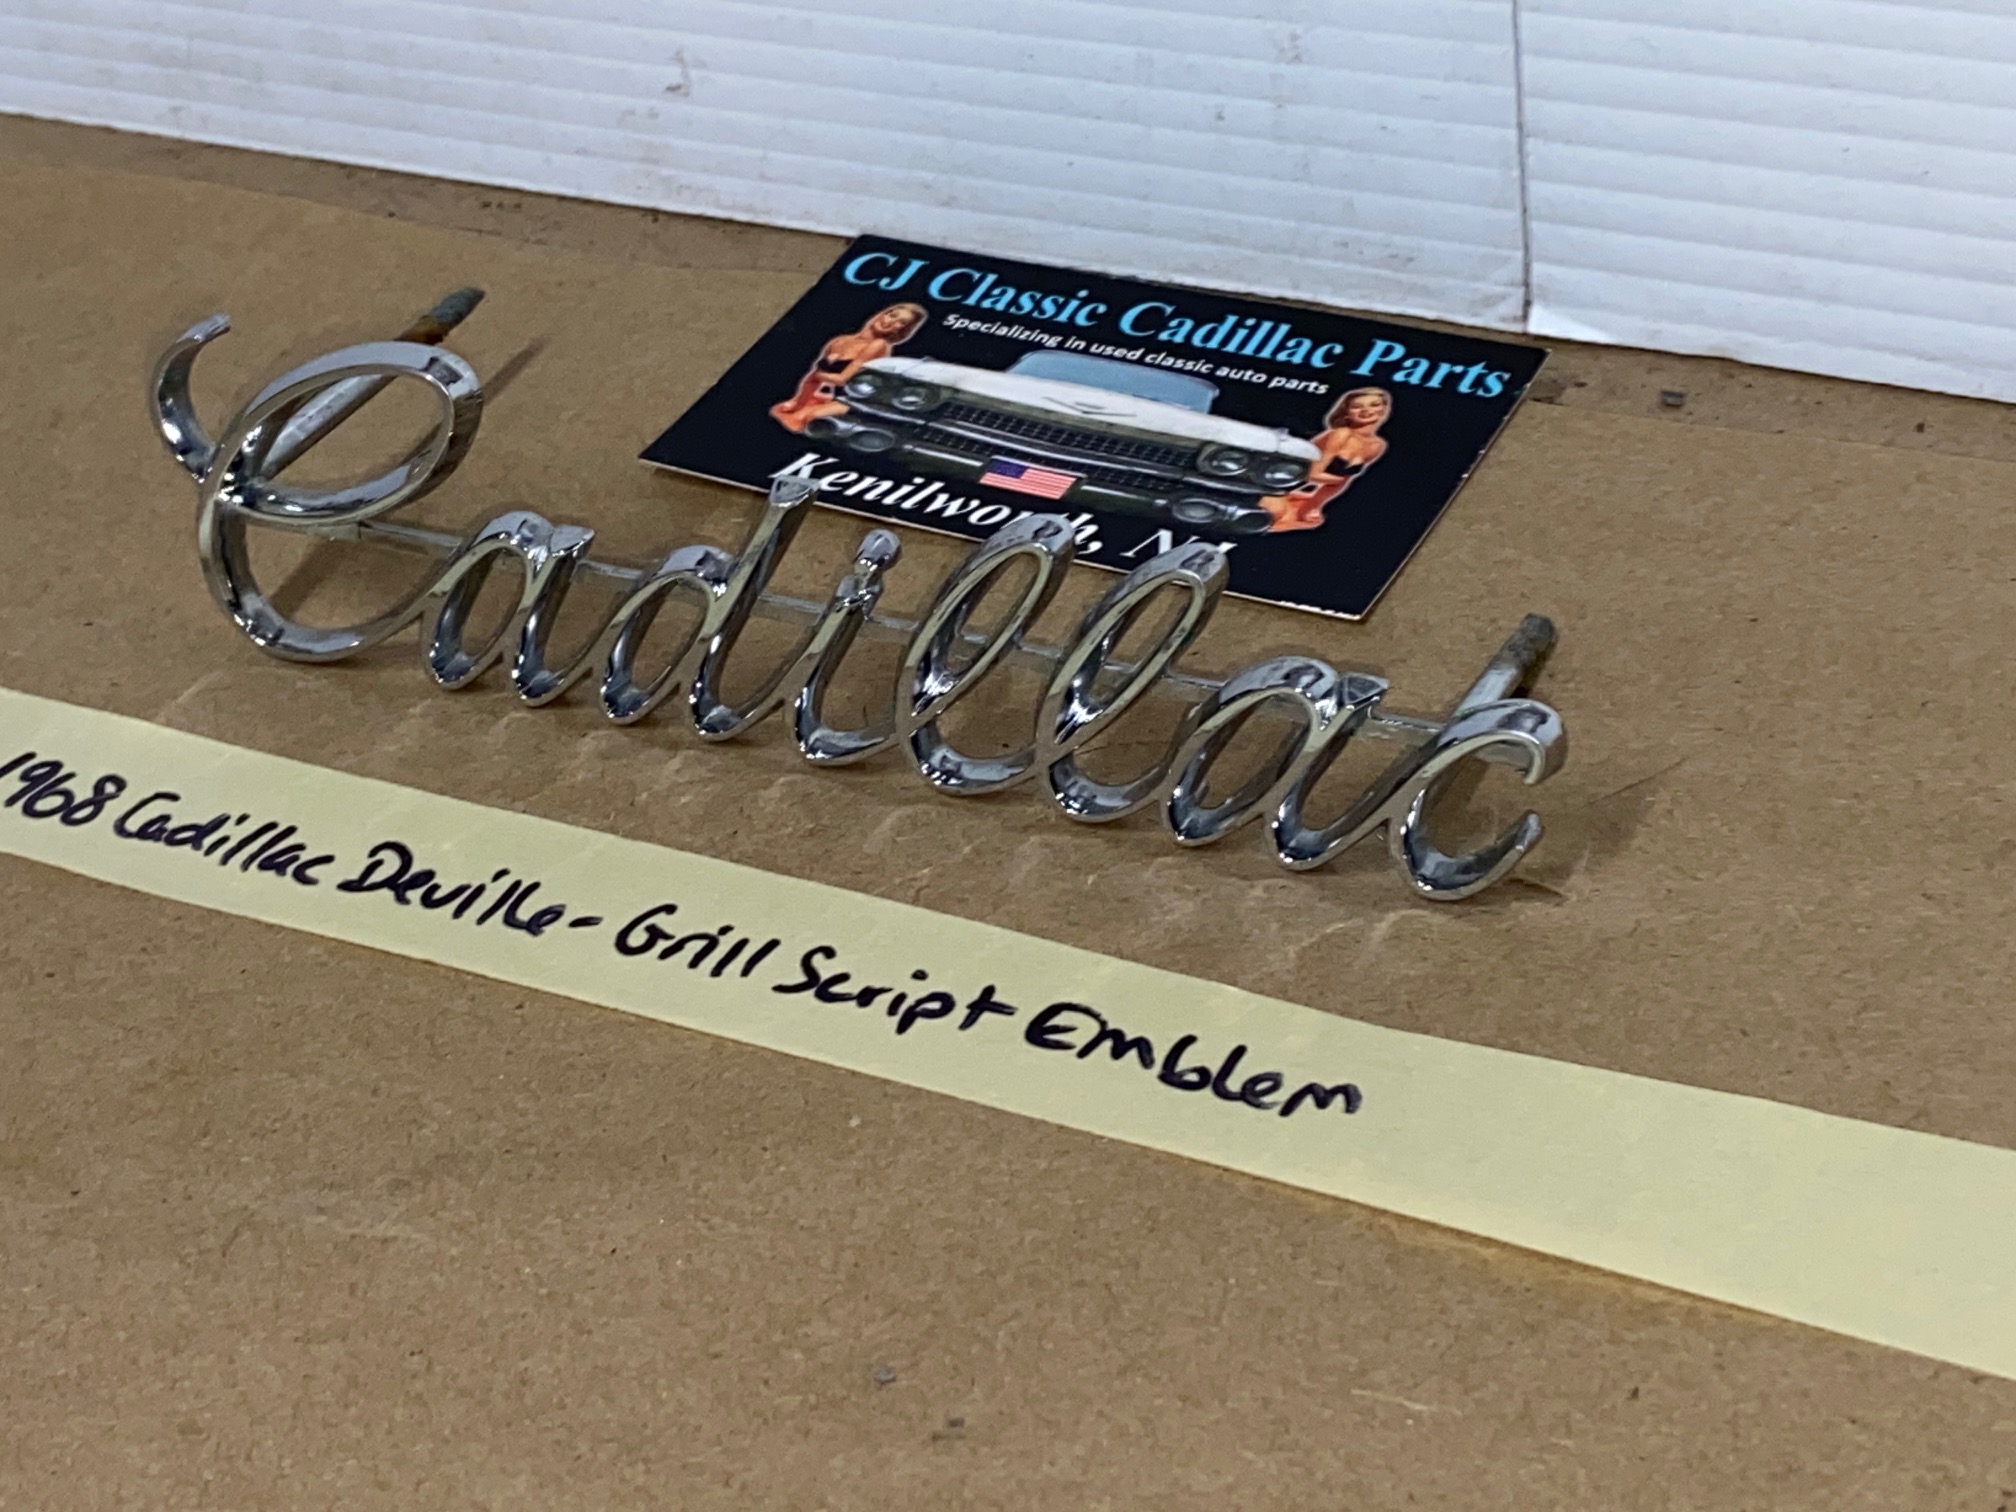 CJ Classic Cadillac Parts
Specializing in used classic auto parts
Kenilworth, NJ
Cadillac
1968 Cadillac Deville - Grill Script Emblem